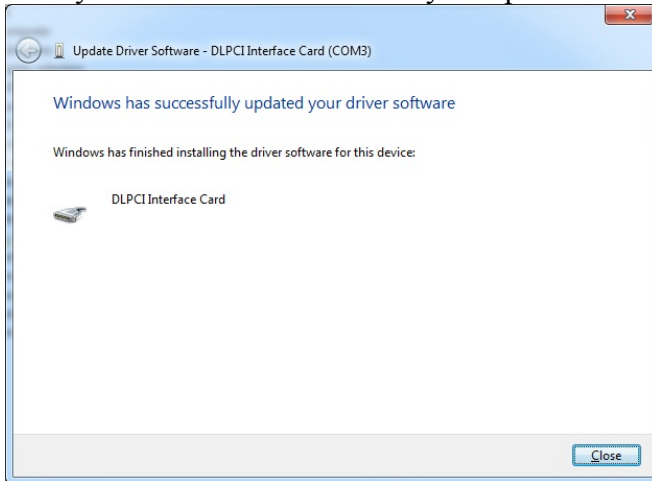 Update Driver Software - DLPCI Interface Card (COM3)
Windows has successfully updated your driver software
Windows has finished installing the driver software for this device:
DLPCI Interface Card
Close